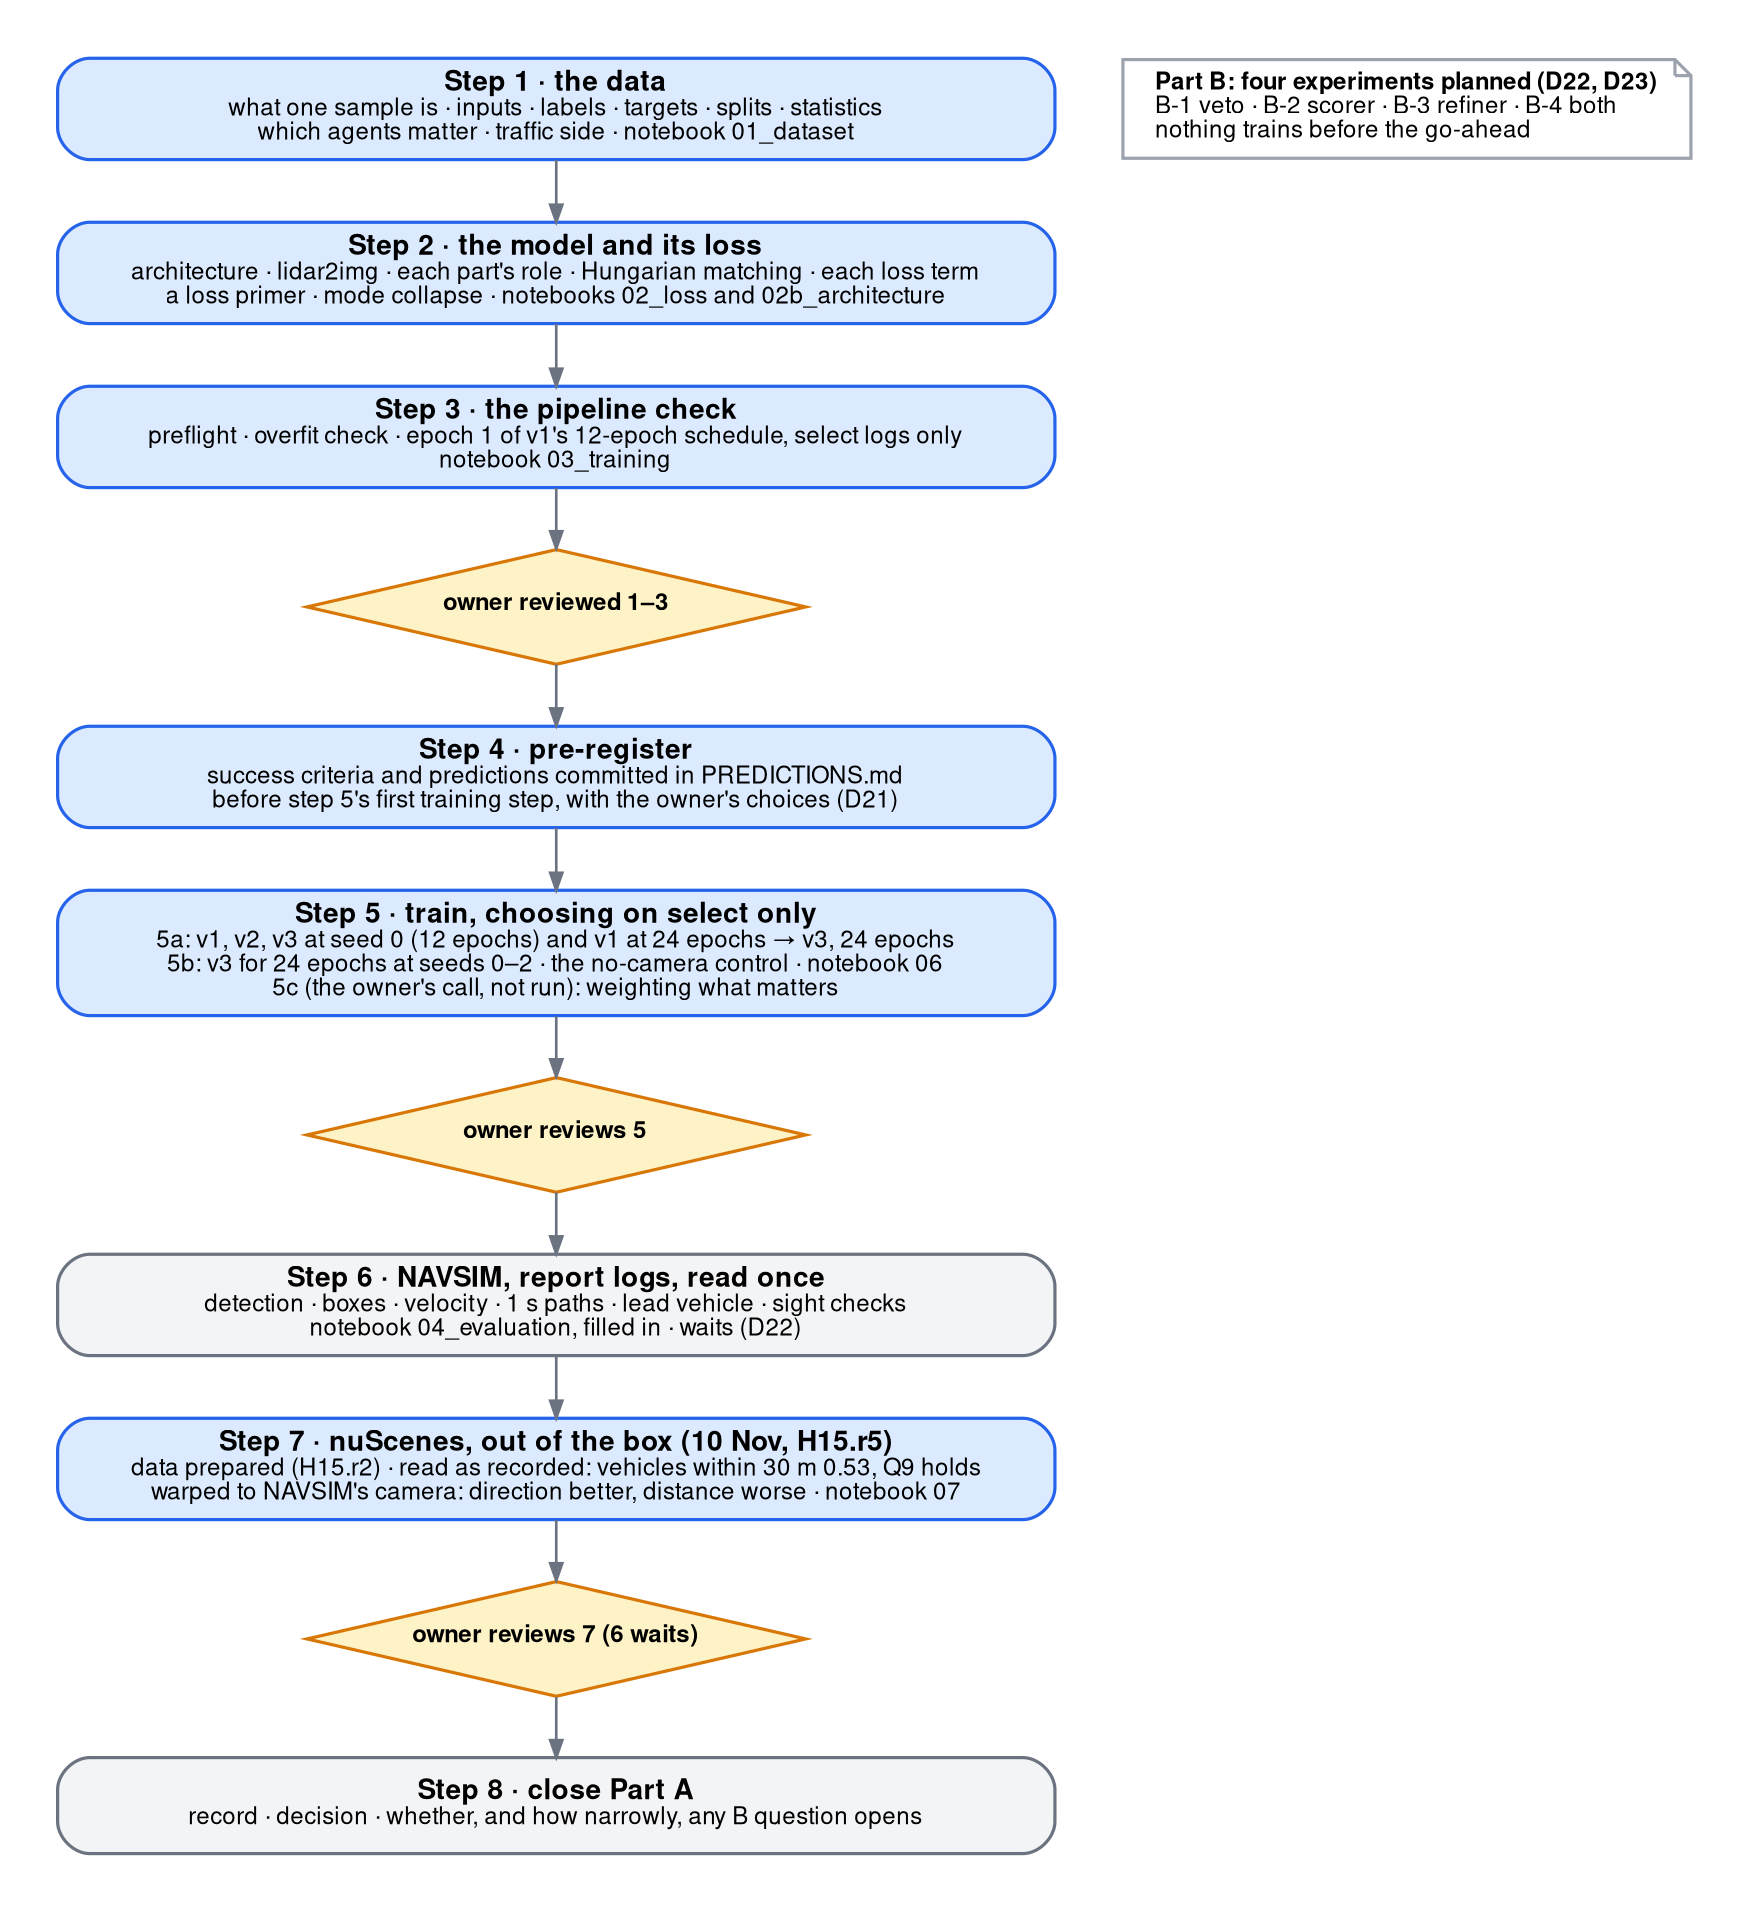 Step 1 · the data
what one sample is · inputs · labels · targets · splits · statistics
which agents matter · traffic side · notebook 01_dataset
Part B: four experiments planned (D22, D23)
B-1 veto · B-2 scorer · B-3 refiner · B-4 both
nothing trains before the go-ahead
Step 2 · the model and its loss
architecture · lidar2img · each part's role · Hungarian matching · each loss term
a loss primer · mode collapse · notebooks 02_loss and 02b_architecture
Step 3 · the pipeline check
preflight · overfit check · epoch 1 of v1's 12-epoch schedule, select logs only
notebook 03_training
owner reviewed 1–3
Step 4 · pre-register
success criteria and predictions committed in PREDICTIONS.md
before step 5's first training step, with the owner's choices (D21)
Step 5 · train, choosing on select only
5a: v1, v2, v3 at seed 0 (12 epochs) and v1 at 24 epochs → v3, 24 epochs
5b: v3 for 24 epochs at seeds 0–2 · the no-camera control · notebook 06
5c (the owner's call, not run): weighting what matters
owner reviews 5
Step 6 · NAVSIM, report logs, read once
detection · boxes · velocity · 1 s paths · lead vehicle · sight checks
notebook 04_evaluation, filled in · waits (D22)
Step 7 · nuScenes, out of the box (10 Nov, H15.r5)
data prepared (H15.r2) · read as recorded: vehicles within 30 m 0.53, Q9 holds
warped to NAVSIM's camera: direction better, distance worse · notebook 07
owner reviews 7 (6 waits)
Step 8 · close Part A
record · decision · whether, and how narrowly, any B question opens